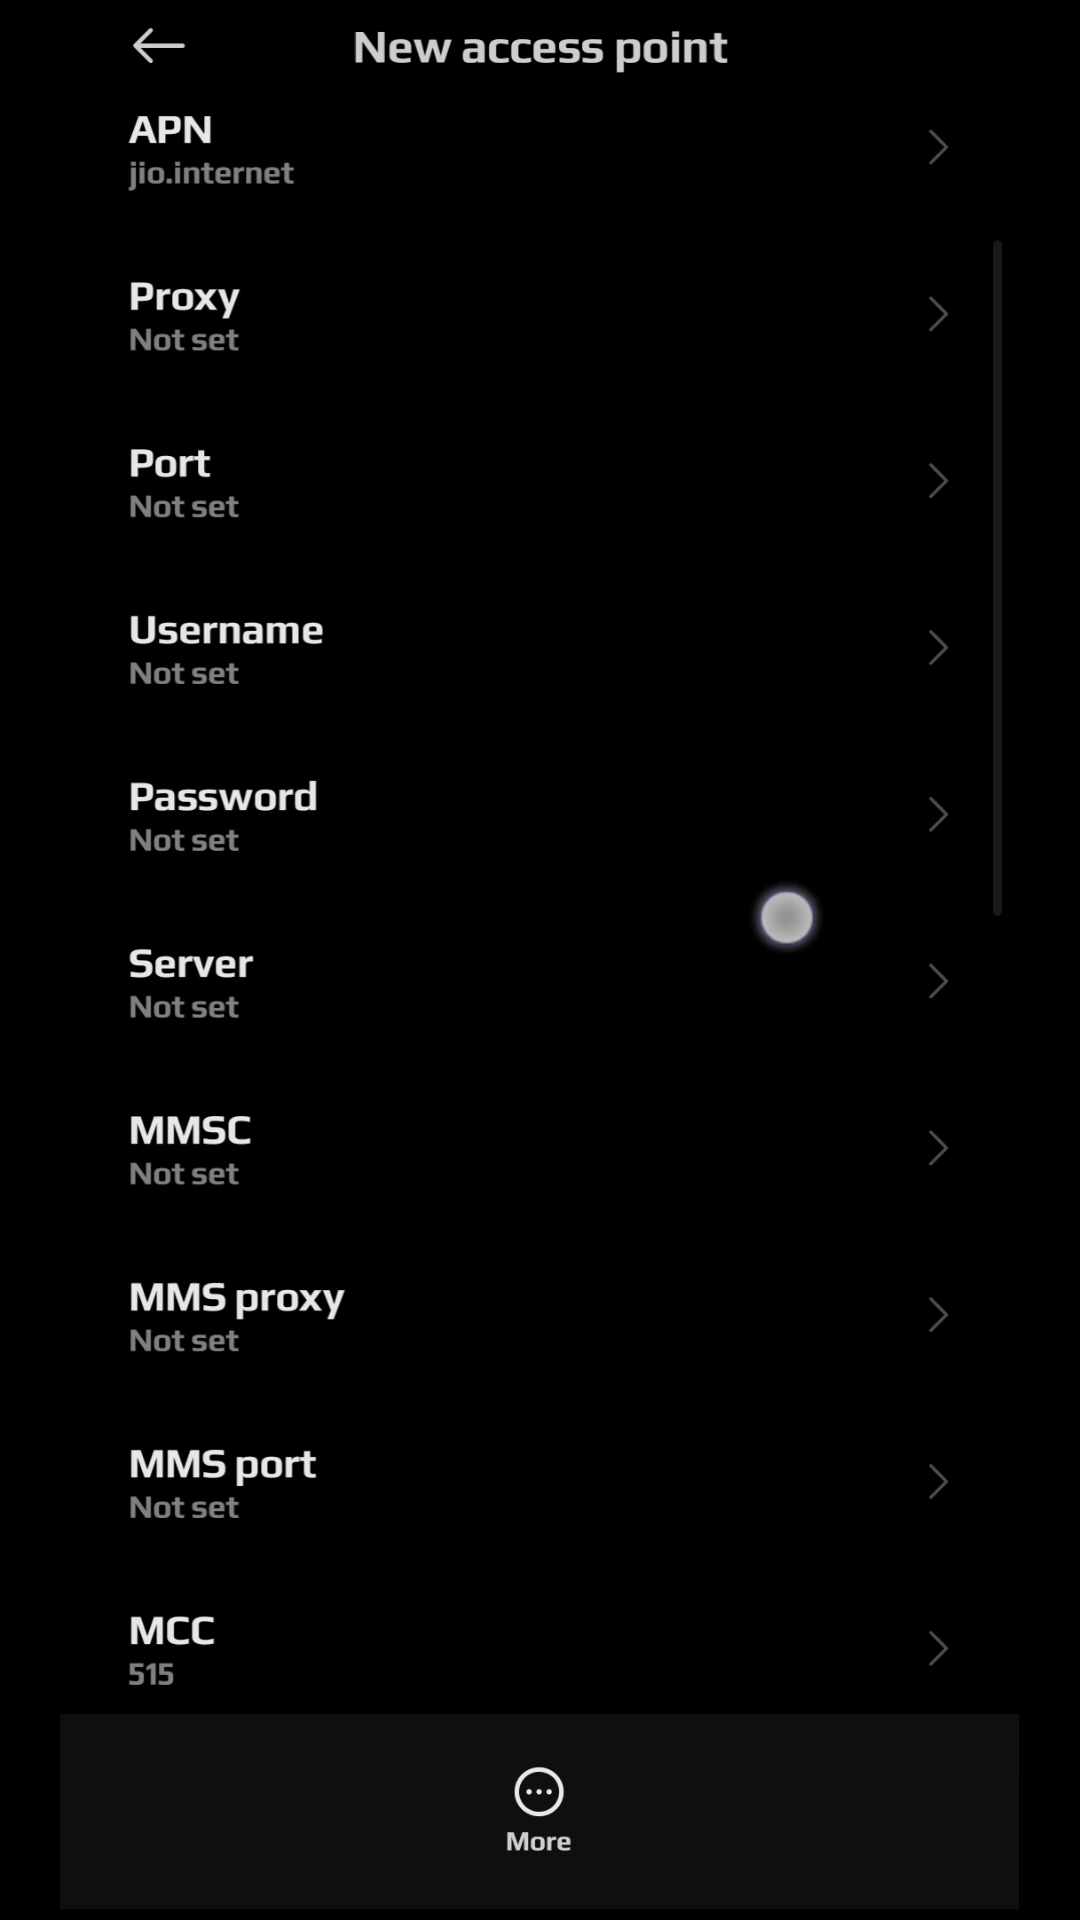 New access point
APN
jio.internet
Proxy
Not set
Port
Not set
Username
Not set
Password
Not set
Server
Not set
MMSC
Not set
MMS proxy
Not set
MMS port
Not set
MCC
515
More